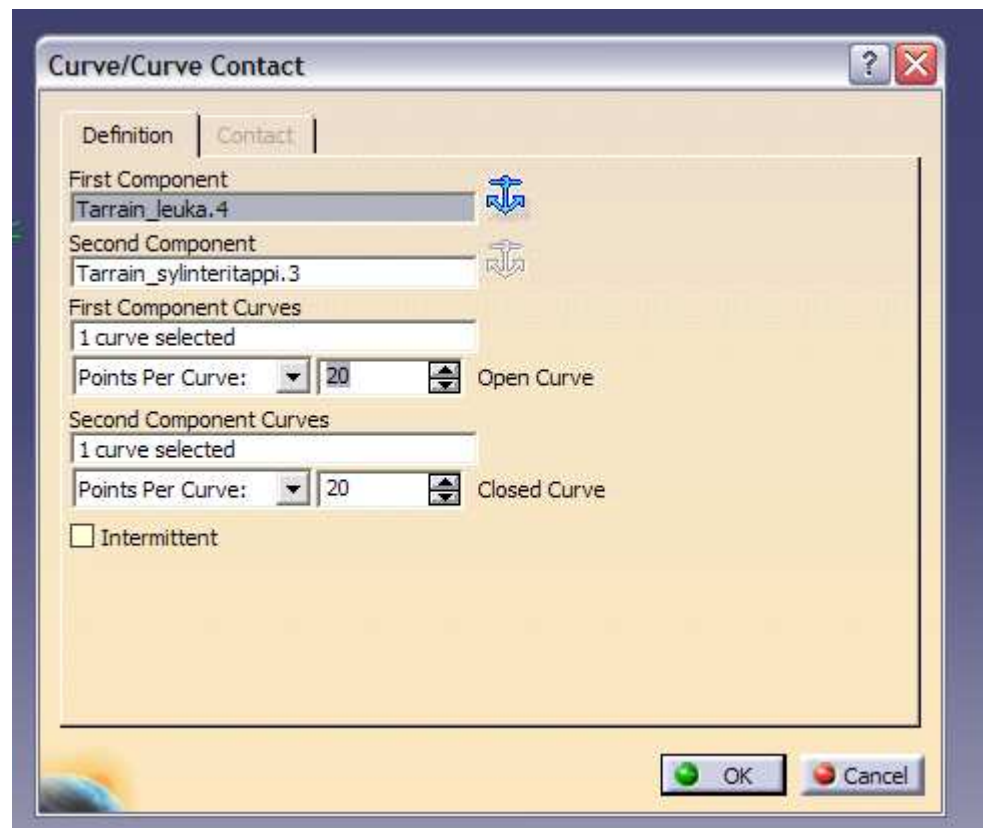 Curve/Curve Contact
?
Definition Contact
First Component
Tarrain_leuka.4
Second Component
Tarrain_sylinteritappi.3
First Component Curves
1 curve selected
Points Per Curve: 20 Open Curve
Second Component Curves
1 curve selected
Points Per Curve: 20 Closed Curve
Intermittent
OK Cancel